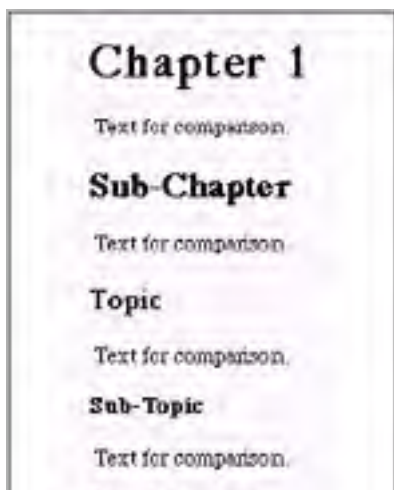 Chapter 1
Text for comparison.
Sub-Chapter
Text for comparison.
Topic
Text for comparison.
Sub-Topic
Text for comparison.